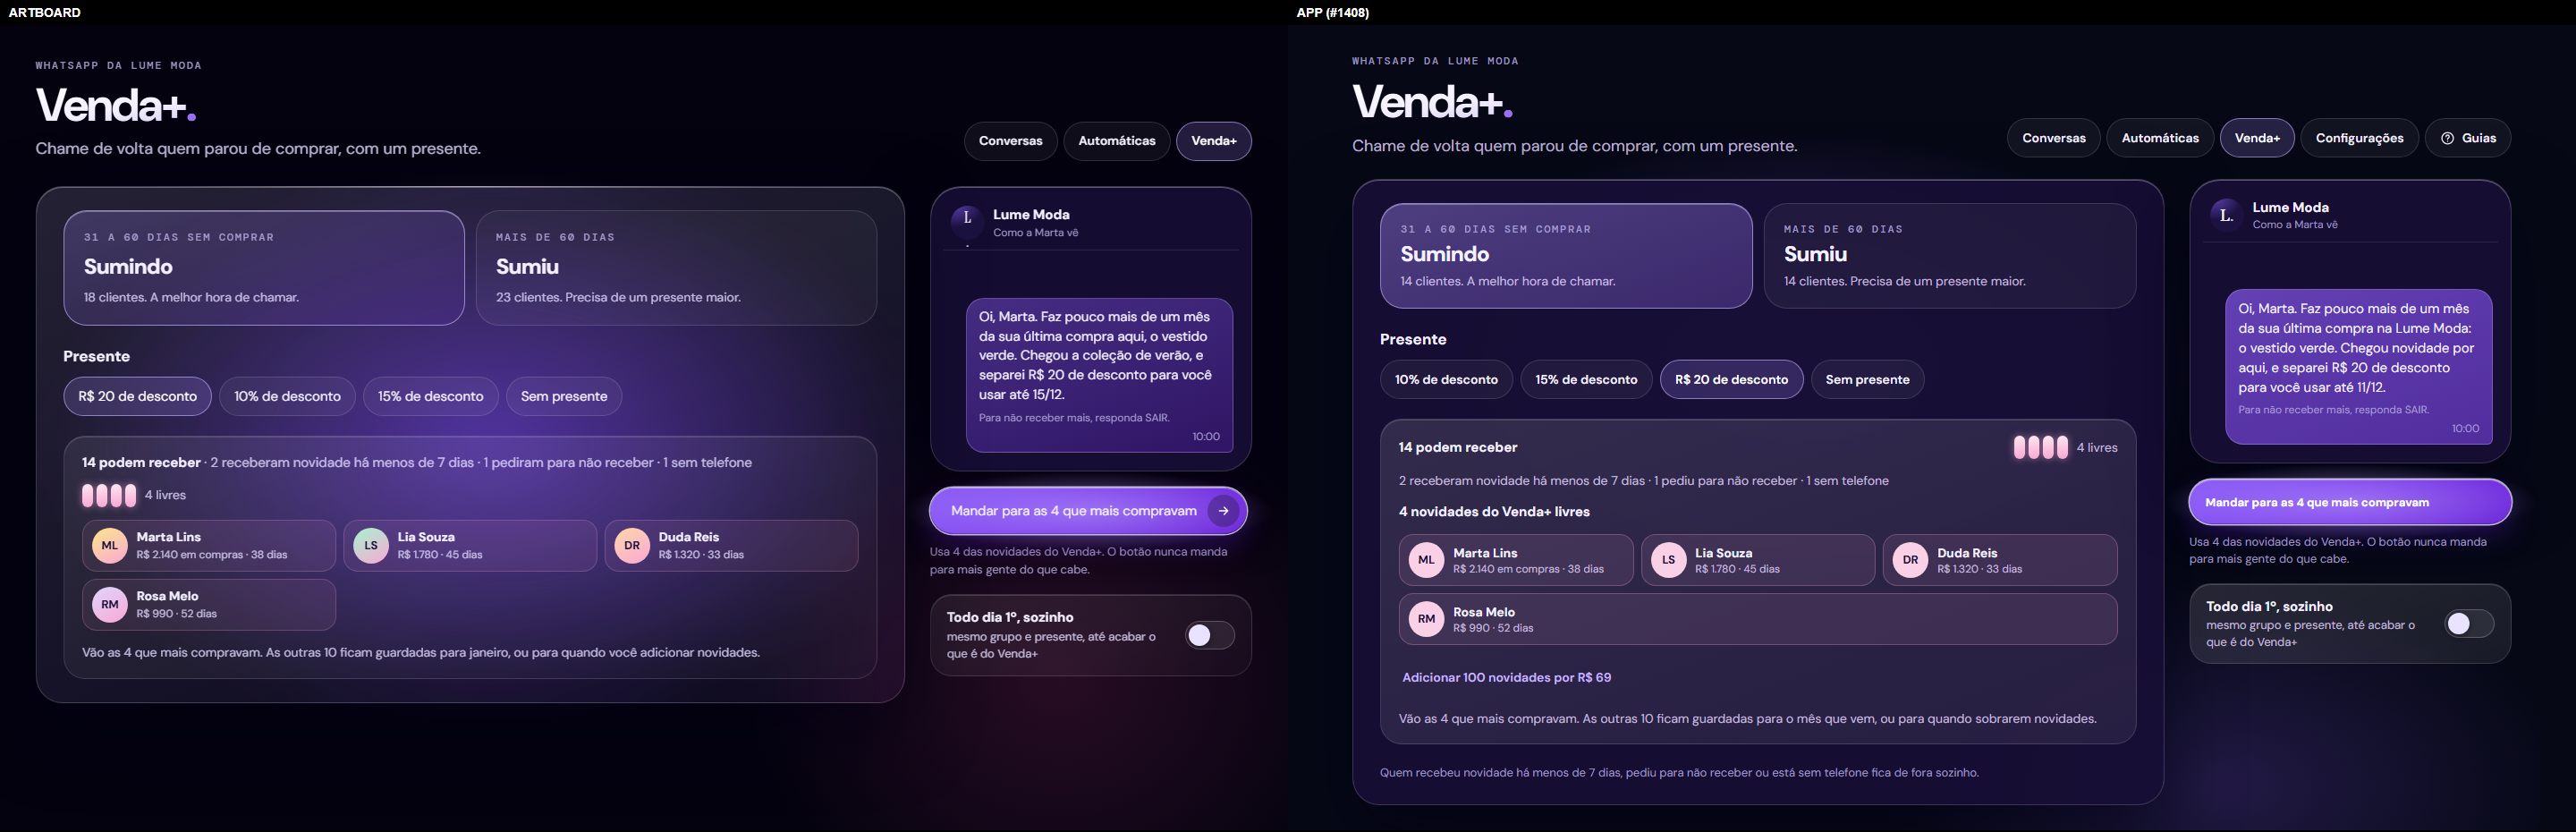 ARTBOARD
WHATSAPP DA LUME MODA
Venda+.
Chame de volta quem parou de comprar, com um presente.
Conversas
Automáticas
Venda+
31 A 60 DIAS SEM COMPRAR
Sumindo
18 clientes. A melhor hora de chamar.
MAIS DE 60 DIAS
Sumiu
23 clientes. Precisa de um presente maior.
Presente
R$ 20 de desconto
10% de desconto
15% de desconto
Sem presente
14 podem receber · 2 receberam novidade há menos de 7 dias · 1 pediram para não receber · 1 sem telefone
4 livres
ML
Marta Lins
R$ 2.140 em compras · 38 dias
LS
Lia Souza
R$ 1.780 · 45 dias
DR
Duda Reis
R$ 1.320 · 33 dias
RM
Rosa Melo
R$ 990 · 52 dias
Vão as 4 que mais compravam. As outras 10 ficam guardadas para janeiro, ou para quando você adicionar novidades.
L
.
Lume Moda
Como a Marta vê
Oi, Marta. Faz pouco mais de um mês
da sua última compra aqui, o vestido
verde. Chegou a coleção de verão, e
separei R$ 20 de desconto para você
usar até 15/12.
Para não receber mais, responda SAIR.
10:00
Mandar para as 4 que mais compravam →
Usa 4 das novidades do Venda+. O botão nunca manda
para mais gente do que cabe.
Todo dia 1º, sozinho
mesmo grupo e presente, até acabar o
que é do Venda+
APP (#1408)
WHATSAPP DA LUME MODA
Venda+.
Chame de volta quem parou de comprar, com um presente.
Conversas
Automáticas
Venda+
Configurações
Guias
31 A 60 DIAS SEM COMPRAR
Sumindo
14 clientes. A melhor hora de chamar.
MAIS DE 60 DIAS
Sumiu
14 clientes. Precisa de um presente maior.
Presente
10% de desconto
15% de desconto
R$ 20 de desconto
Sem presente
14 podem receber
4 livres
2 receberam novidade há menos de 7 dias · 1 pediu para não receber · 1 sem telefone
4 novidades do Venda+ livres
ML
Marta Lins
R$ 2.140 em compras · 38 dias
LS
Lia Souza
R$ 1.780 · 45 dias
DR
Duda Reis
R$ 1.320 · 33 dias
RM
Rosa Melo
R$ 990 · 52 dias
Adicionar 100 novidades por R$ 69
Vão as 4 que mais compravam. As outras 10 ficam guardadas para o mês que vem, ou para quando sobrarem novidades.
Quem recebeu novidade há menos de 7 dias, pediu para não receber ou está sem telefone fica de fora sozinho.
L.
Lume Moda
Como a Marta vê
Oi, Marta. Faz pouco mais de um mês
da sua última compra na Lume Moda:
o vestido verde. Chegou novidade por
aqui, e separei R$ 20 de desconto
para você usar até 11/12.
Para não receber mais, responda SAIR.
10:00
Mandar para as 4 que mais compravam
Usa 4 das novidades do Venda+. O botão nunca manda
para mais gente do que cabe.
Todo dia 1º, sozinho
mesmo grupo e presente, até acabar o
que é do Venda+